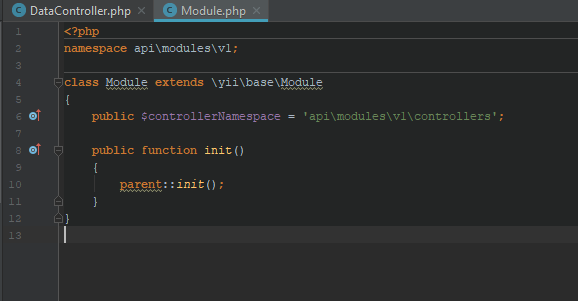 DataController.php × Module.php ×
1 <?php
2 namespace api\modules\v1;
3
4 class Module extends \yii\base\Module
5 {
6 public $controllerNamespace = 'api\modules\v1\controllers';
7
8 public function init()
9 {
10 parent::init();
11 }
12 }
13